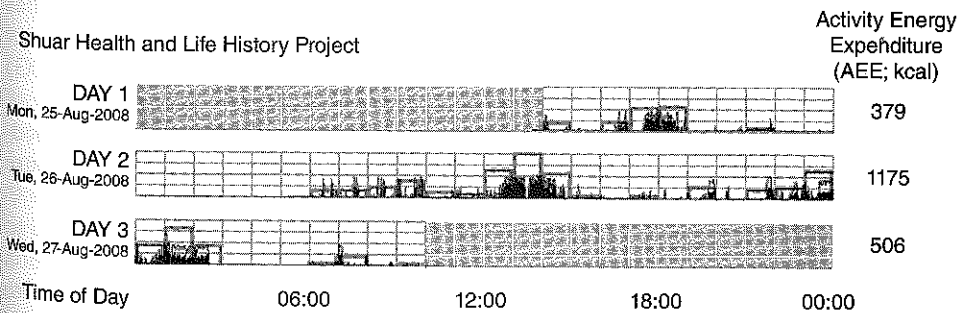 Shuar Health and Life History Project
Activity Energy
Expenditure
(AEE; kcal)
DAY 1
Mon, 25-Aug-2008
379
DAY 2
Tue, 26-Aug-2008
1175
DAY 3
Wed, 27-Aug-2008
506
Time of Day 06:00 12:00 18:00 00:00